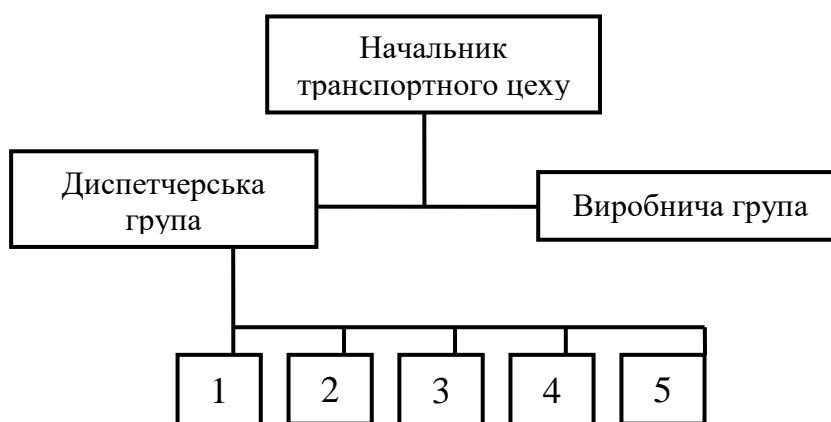 Начальник
транспортного цеху
Диспетчерська
група
Виробнича група
1 2 3 4 5